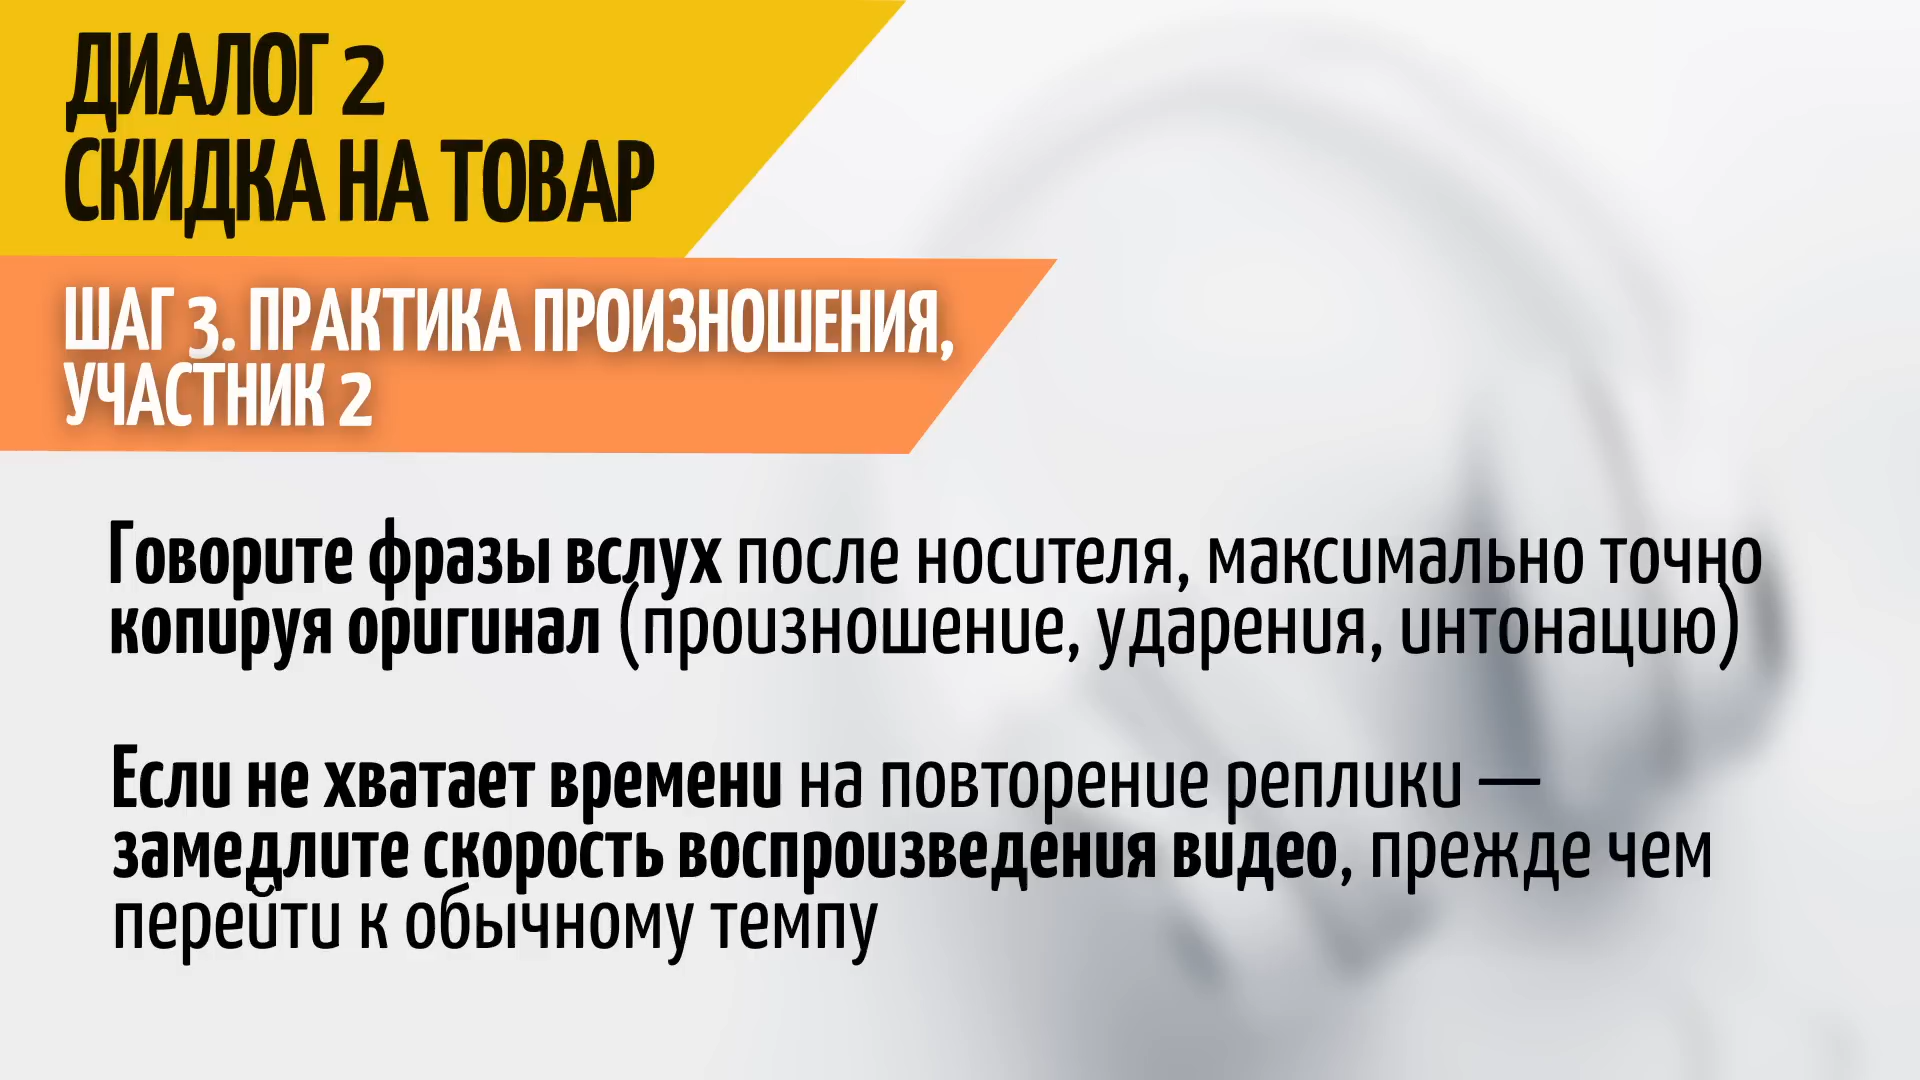 ДИАЛОГ 2
СКИДКА НА ТОВАР
ШАГ 3. ПРАКТИКА ПРОИЗНОШЕНИЯ,
УЧАСТНИК 2
Говорите фразы вслух после носителя, максимально точно
копируя оригинал (произношение, ударения, интонацию)
Если не хватает времени на повторение реплики —
замедлите скорость воспроизведения видео, прежде чем
перейти к обычному темпу